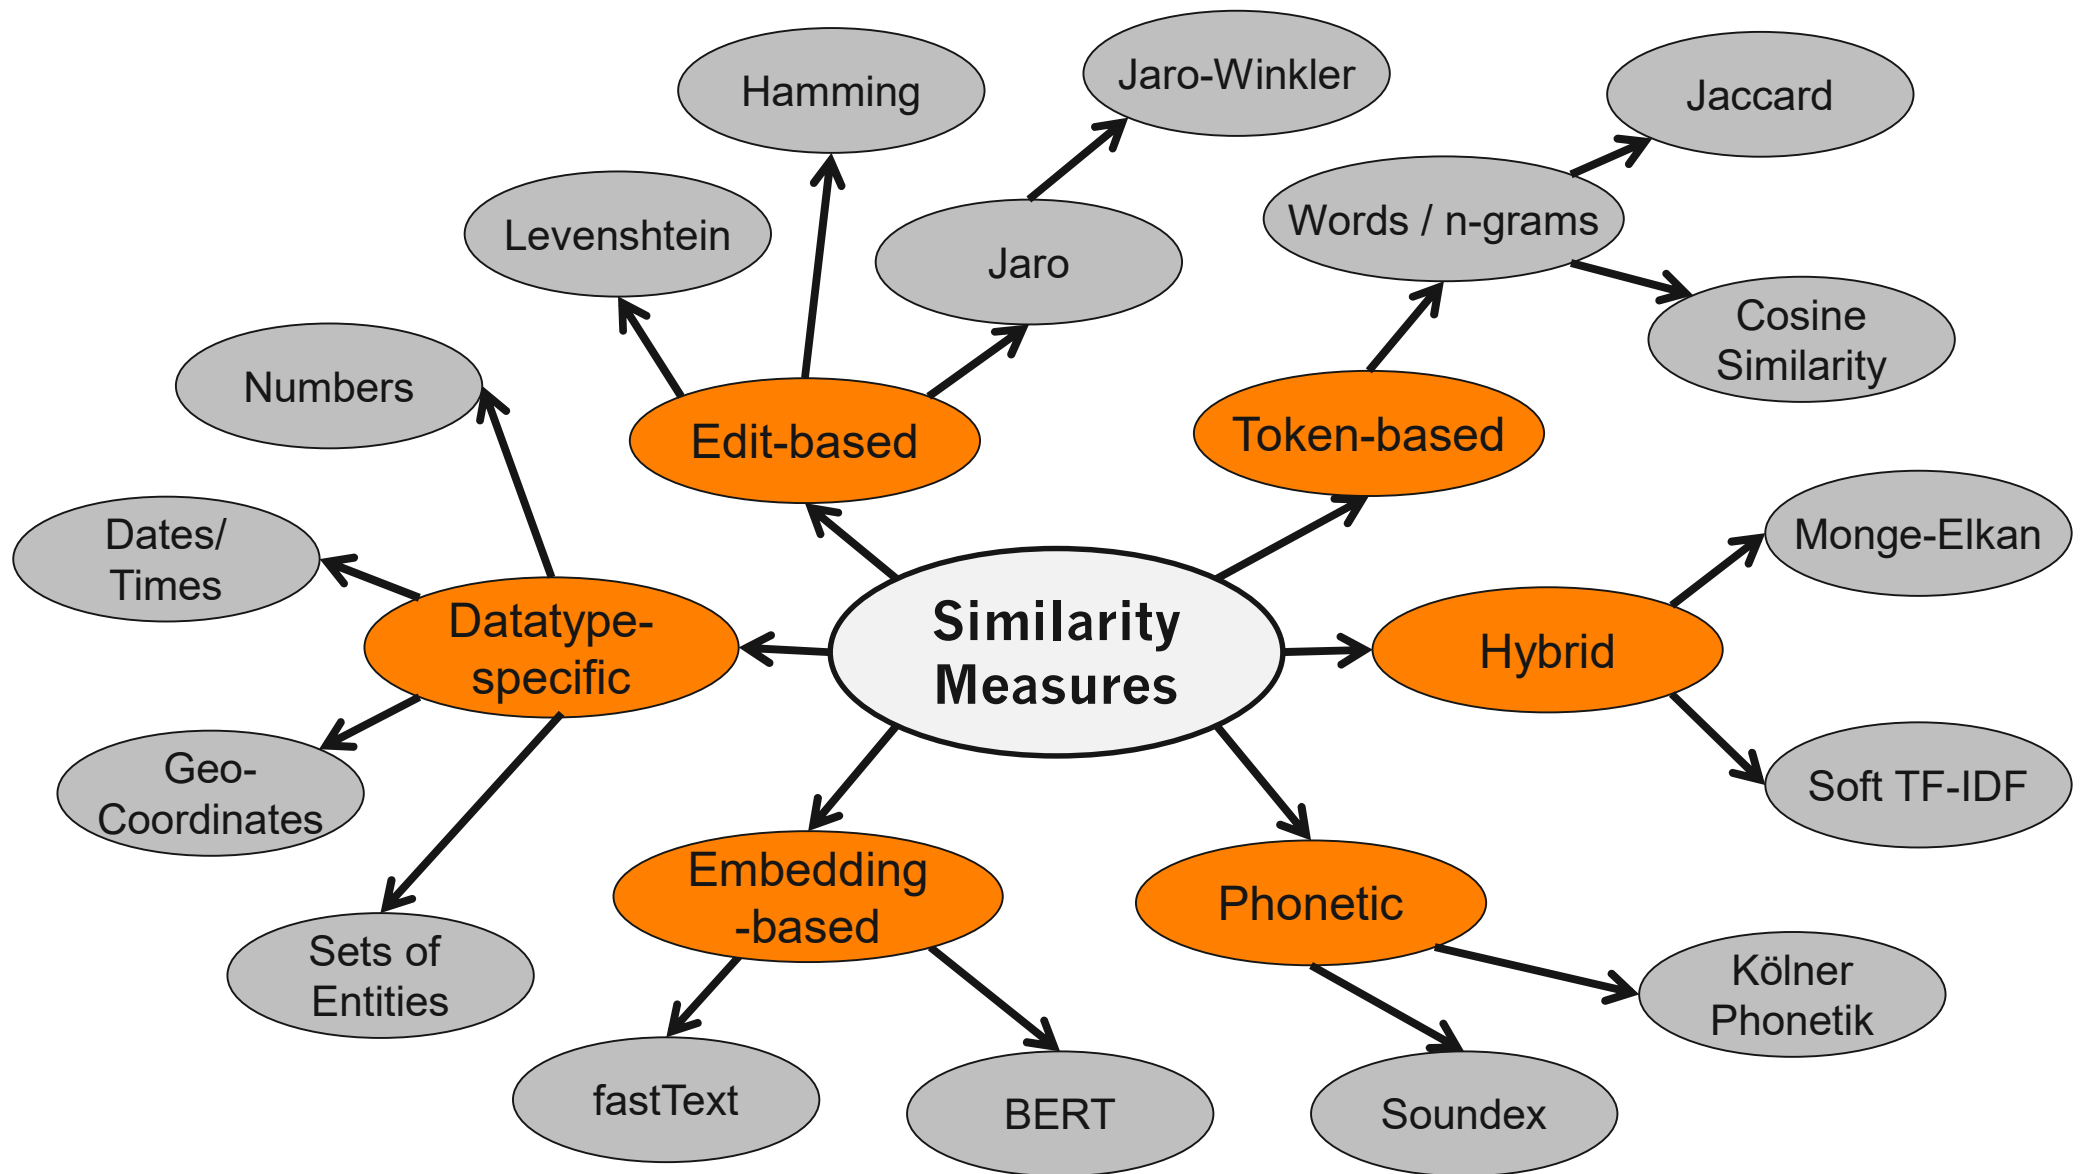 Jaro-Winkler
Hamming
Jaccard
Words / n-grams
Levenshtein
Jaro
Cosine
Similarity
Numbers
Edit-based
Token-based
Dates/
Times
Monge-Elkan
Datatype-
specific
Similarity
Measures
Hybrid
Geo-
Coordinates
Soft TF-IDF
Embedding
-based
Phonetic
Sets of
Entities
Kölner
Phonetik
fastText
BERT
Soundex